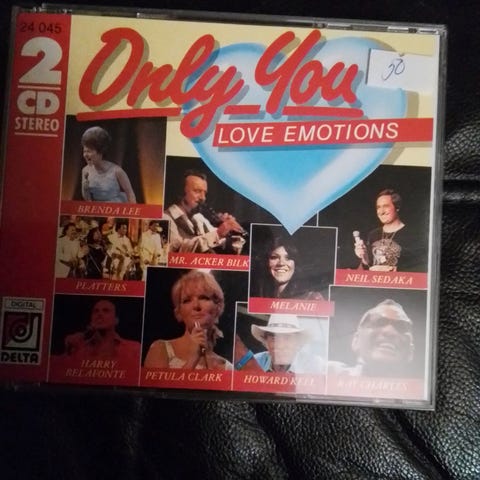 24 045
2
CD
STEREO
Only You
50
LOVE EMOTIONS
BRENDA LEE
MR. ACKER BILK
NEIL SEDAKA
PLATTERS
MELANIE
DIGITAL
DELTA
HARRY
BELAFONTE
PETULA CLARK
HOWARD KEEL
RAY CHARLES